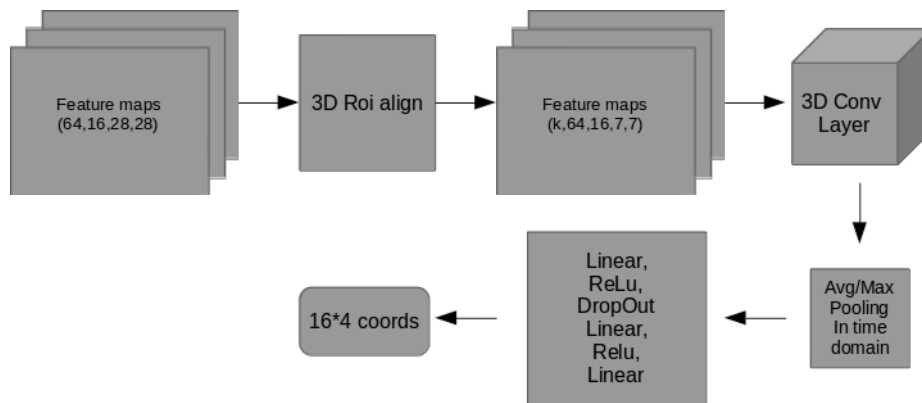 Feature maps
(64,16,28,28)
3D Roi align
Feature maps
(k,64,16,7,7)
3D Conv
Layer
Avg/Max
Pooling
In time
domain
Linear,
ReLu,
DropOut
Linear,
Relu,
Linear
16*4 coords